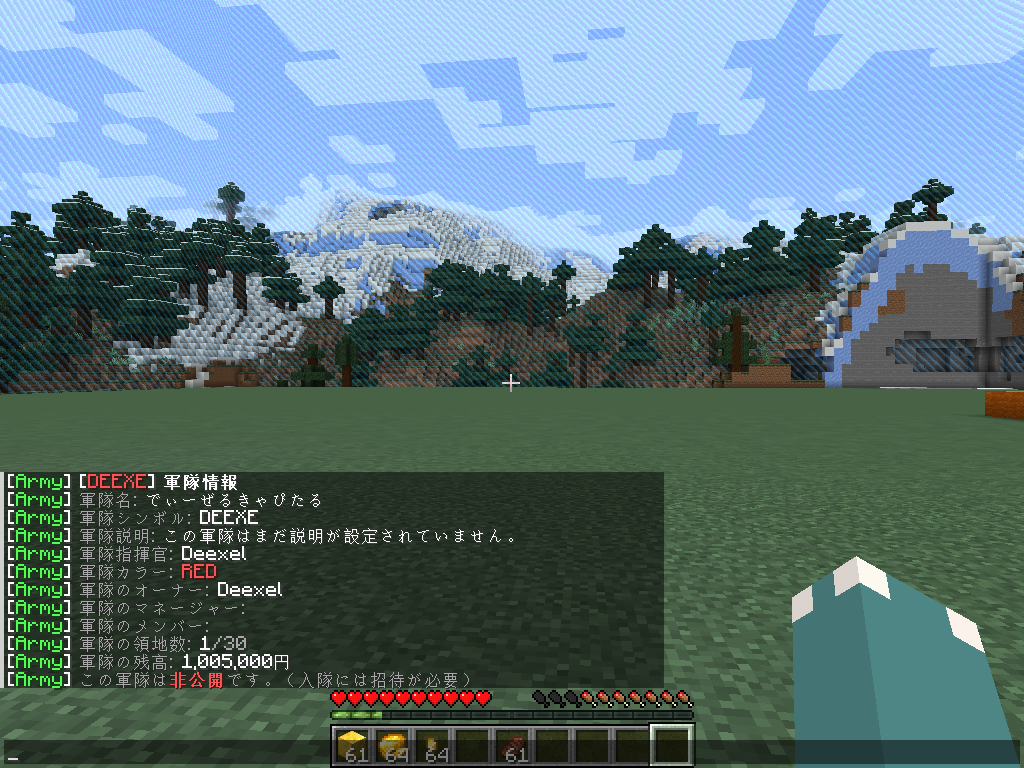 [Army] [DEEXE] 軍隊情報
[Army] 軍隊名: でぃーぜるきゃぴたる
[Army] 軍隊シンボル: DEEXE
[Army] 軍隊説明: この軍隊はまだ説明が設定されていません。
[Army] 軍隊指揮官: Deexel
[Army] 軍隊カラー: RED
[Army] 軍隊のオーナー: Deexel
[Army] 軍隊のマネージャー:
[Army] 軍隊のメンバー:
[Army] 軍隊の領地数: 1/30
[Army] 軍隊の残高: 1,005,000円
[Army] この軍隊は非公開です。(入隊には招待が必要)
61 64 64 61
_